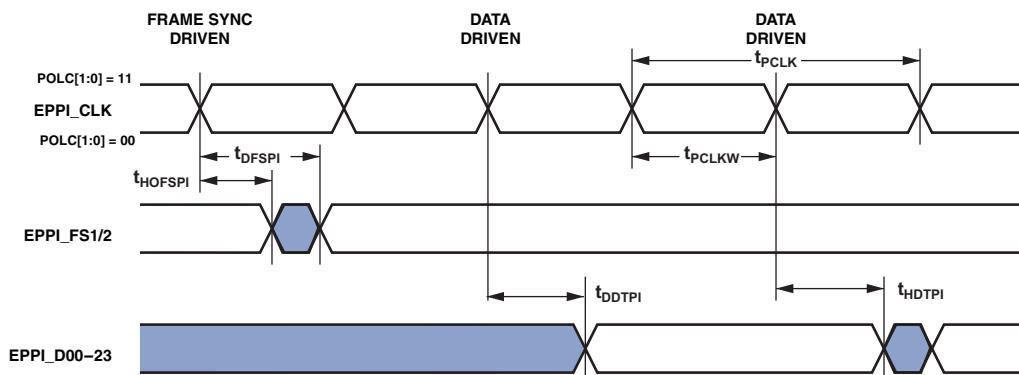 FRAME SYNC
DRIVEN
DATA
DRIVEN
DATA
DRIVEN
tPCLK
POLC[1:0] = 11
EPPI_CLK
POLC[1:0] = 00
tDFSPI
tPCLKW
tHOFSPI
EPPI_FS1/2
tDDTPI
tHDTPI
EPPI_D00–23